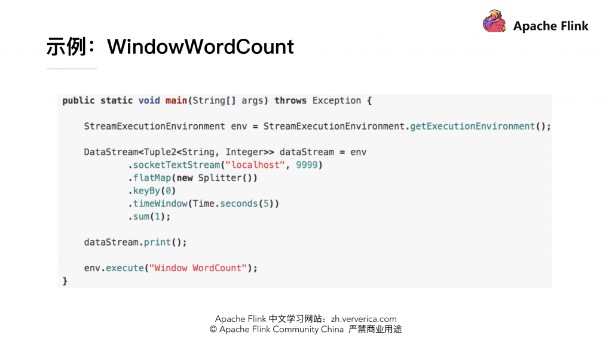 Apache Flink
示例：WindowWordCount
public static void main(String[] args) throws Exception {
StreamExecutionEnvironment env = StreamExecutionEnvironment.getExecutionEnvironment();
DataStream<Tuple2<String, Integer>> dataStream = env
.socketTextStream("localhost", 9999)
.flatMap(new Splitter())
.keyBy(0)
.timeWindow(Time.seconds(5))
.sum(1);
dataStream.print();
env.execute("Window WordCount");
}
Apache Flink 中文学习网站：zh.ververica.com
© Apache Flink Community China 严禁商业用途